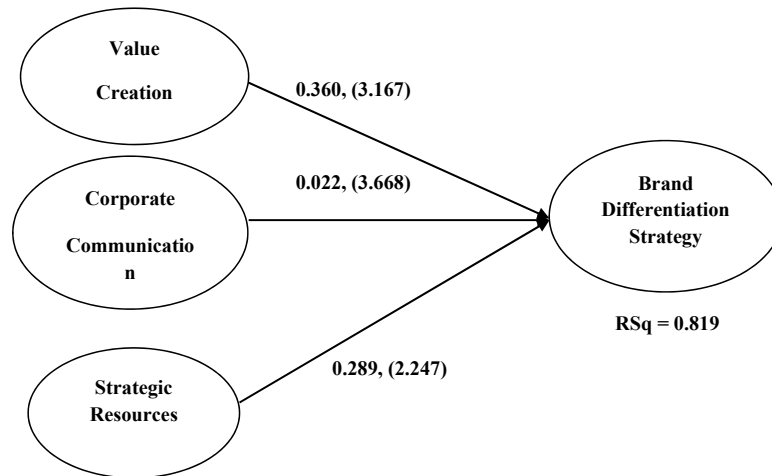 Value
Creation
0.360, (3.167)
Corporate
Communicatio
n
0.022, (3.668)
Brand
Differentiation
Strategy
RSq = 0.819
Strategic
Resources
0.289, (2.247)